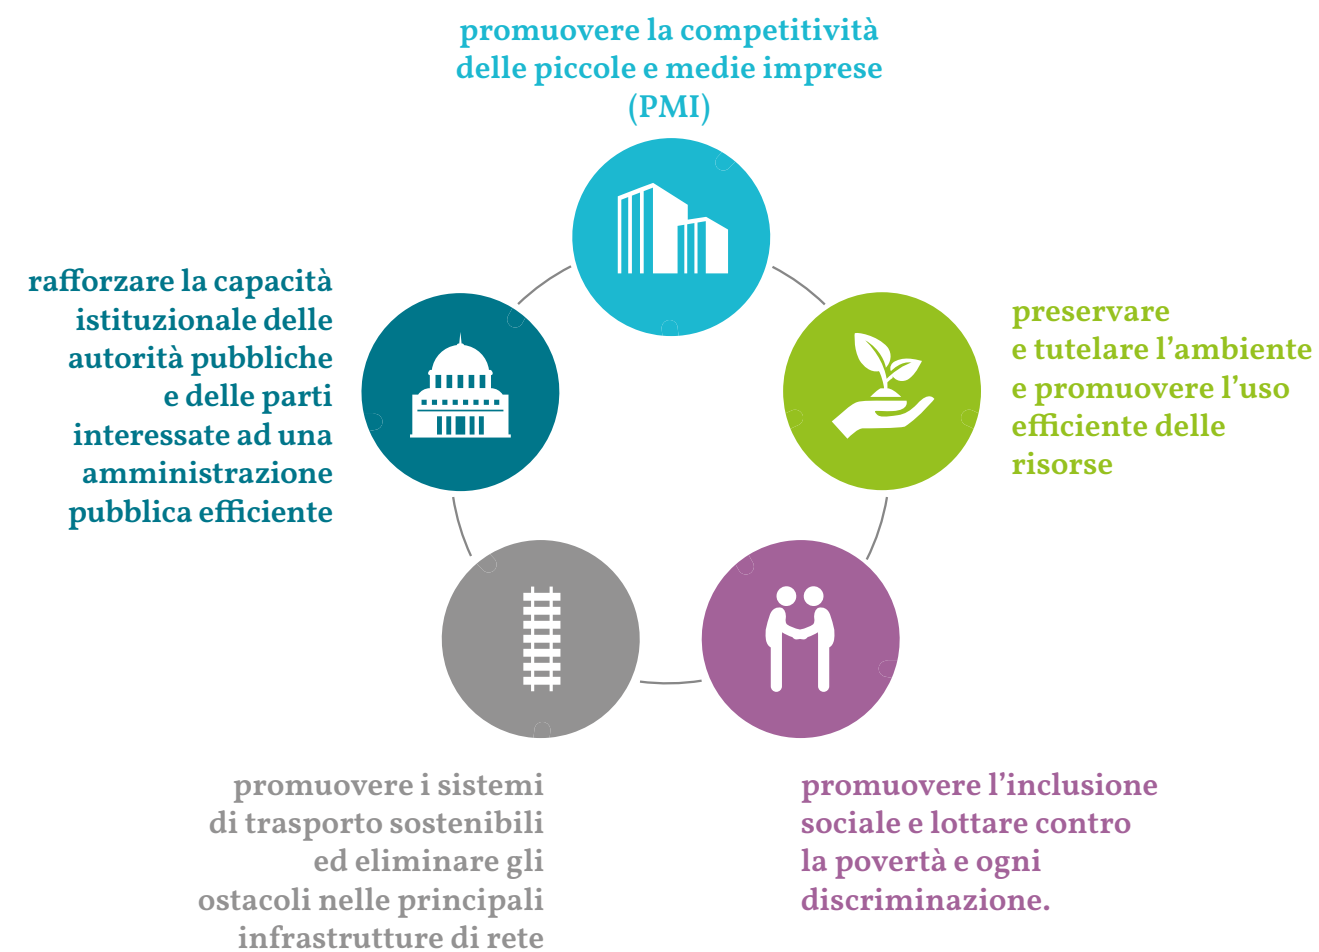 promuovere la competitività
delle piccole e medie imprese
(PMI)
rafforzare la capacità
istituzionale delle
autorità pubbliche
e delle parti
interessate ad una
amministrazione
pubblica efficiente
preservare
e tutelare l’ambiente
e promuovere l’uso
efficiente delle
risorse
promuovere i sistemi
di trasporto sostenibili
ed eliminare gli
ostacoli nelle principali
infrastrutture di rete
promuovere l’inclusione
sociale e lottare contro
la povertà e ogni
discriminazione.